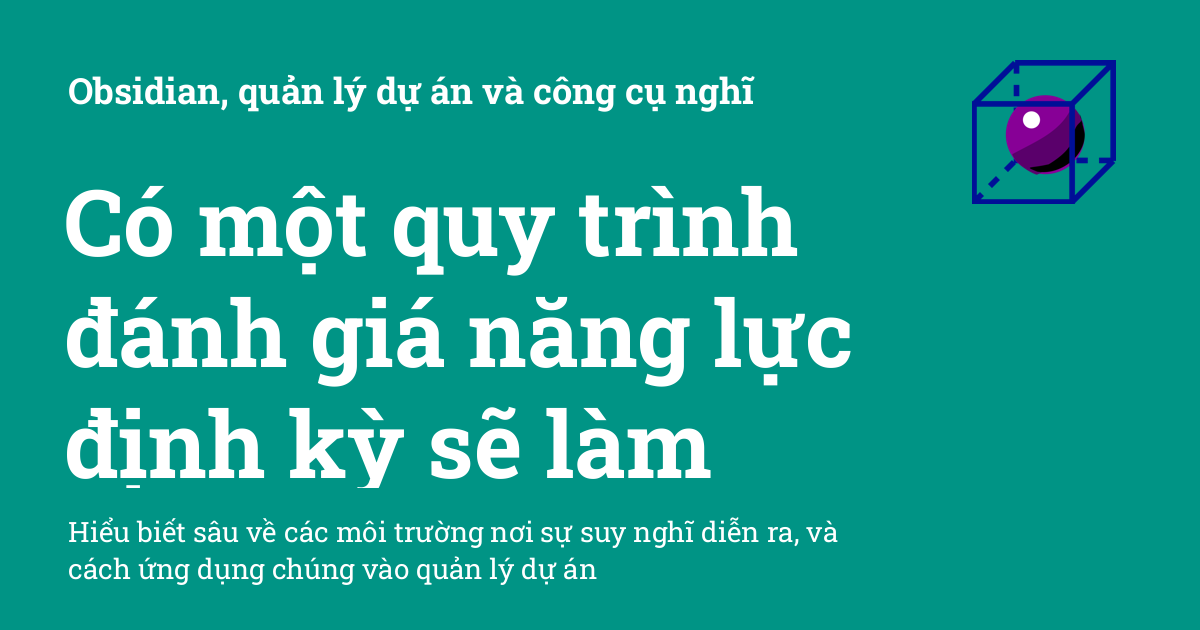 Obsidian, quản lý dự án và công cụ nghĩ
Có một quy trình
đánh giá năng lực
định kỳ sẽ làm
Hiểu biết sâu về các môi trường nơi sự suy nghĩ diễn ra, và
cách ứng dụng chúng vào quản lý dự án